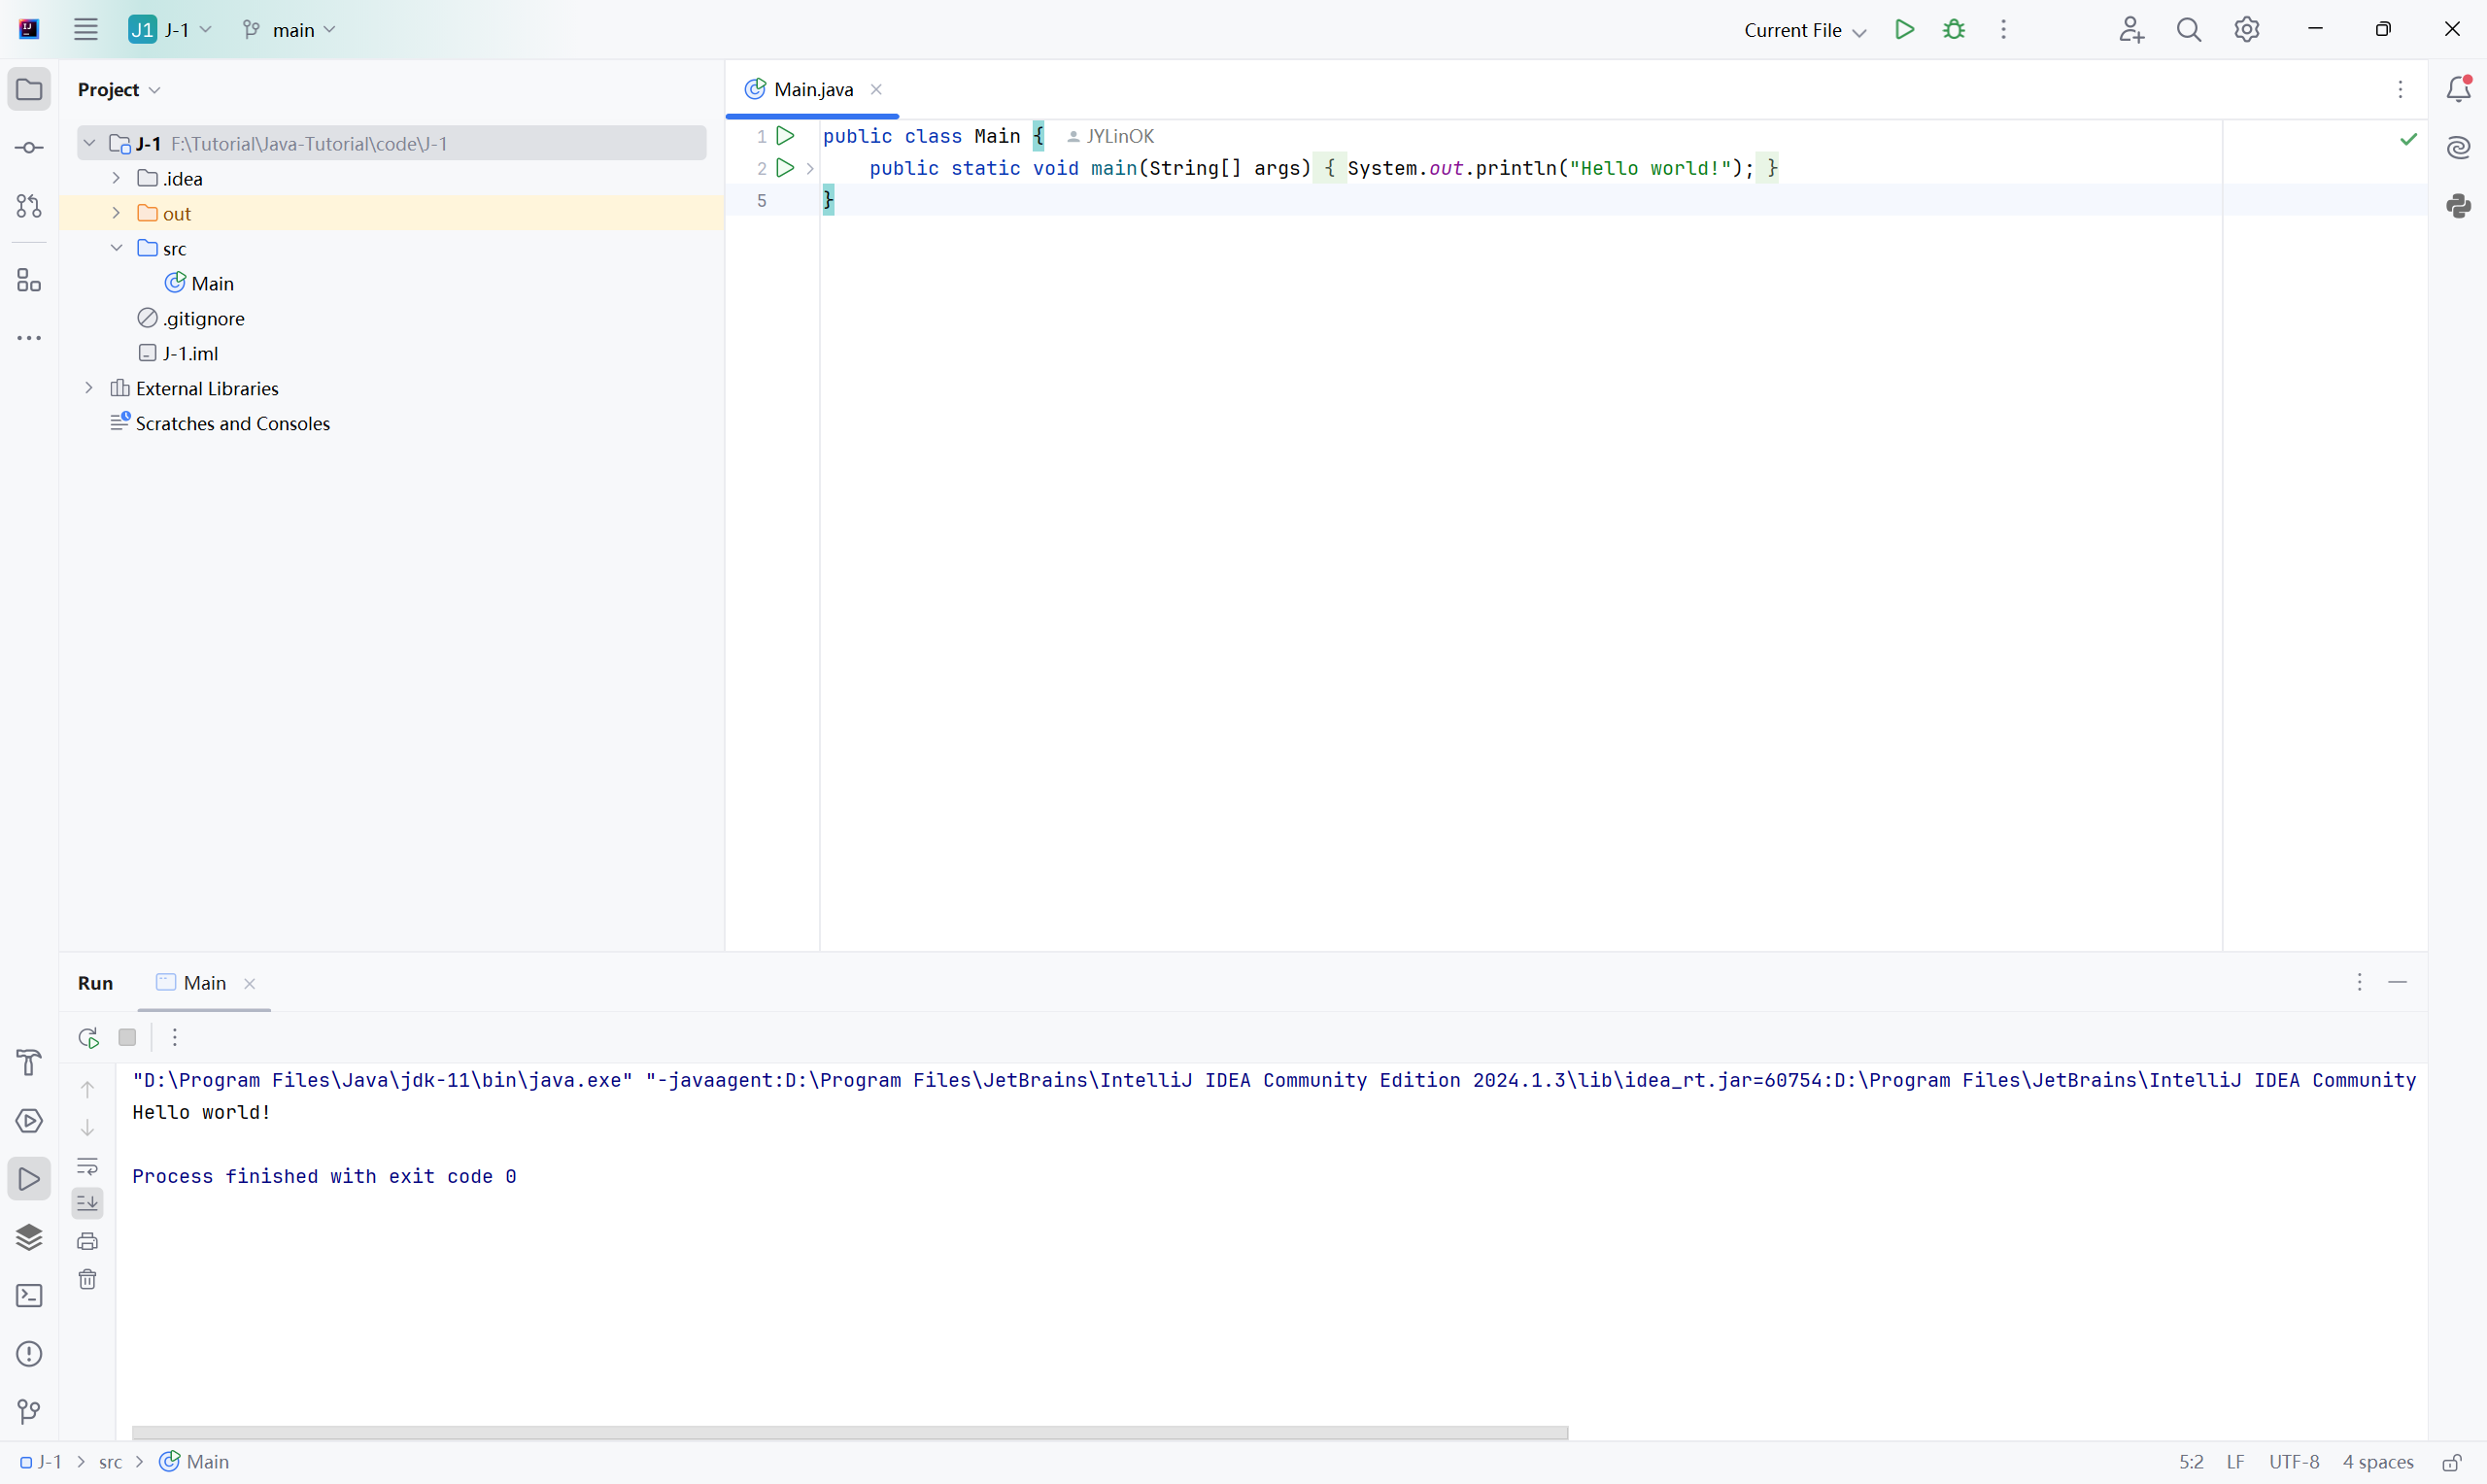 J1 J-1 main Current File
Project
Main.java
J-1 F:\Tutorial\Java-Tutorial\code\J-1
.idea
out
src
Main
.gitignore
J-1.iml
External Libraries
Scratches and Consoles
1 public class Main { JYLinOK
2 public static void main(String[] args) { System.out.println("Hello world!"); }
5 }
Run Main
"D:\Program Files\Java\jdk-11\bin\java.exe" "-javaagent:D:\Program Files\JetBrains\IntelliJ IDEA Community Edition 2024.1.3\lib\idea_rt.jar=60754:D:\Program Files\JetBrains\IntelliJ IDEA Community
Hello world!
Process finished with exit code 0
J-1 > src > Main 5:2 LF UTF-8 4 spaces